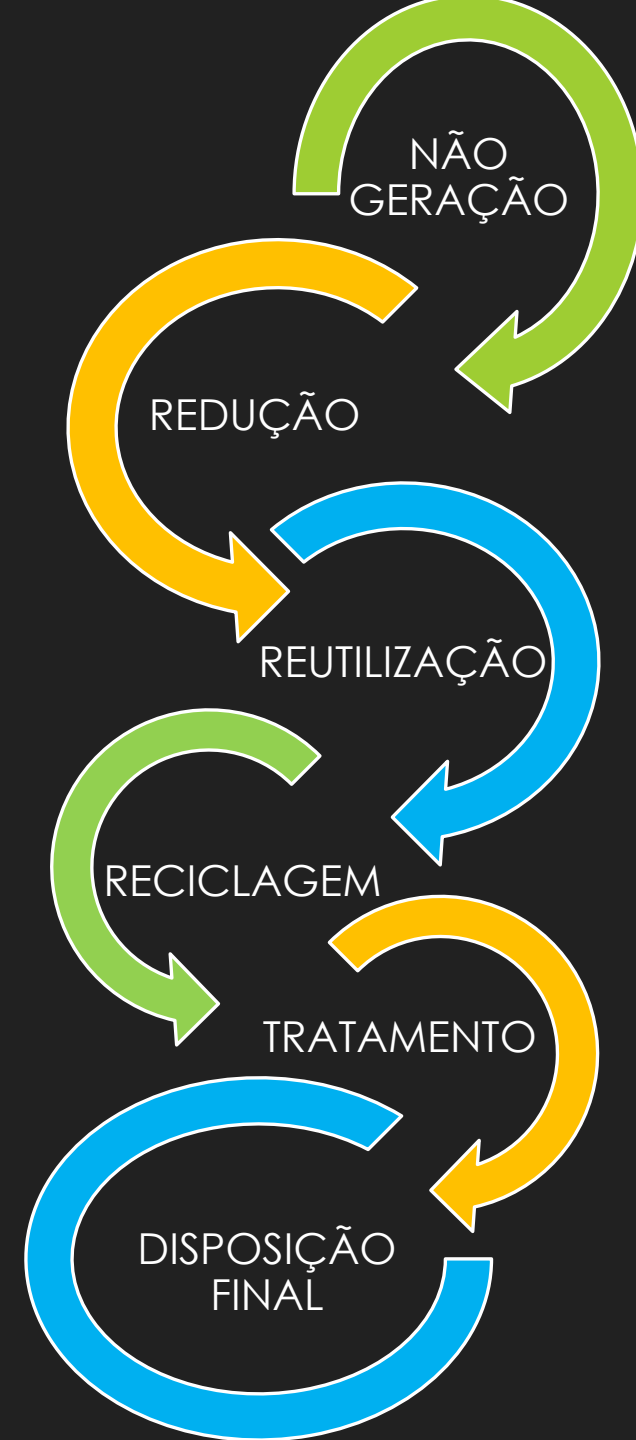 NÃO
GERAÇÃO
REDUÇÃO
REUTILIZAÇÃO
RECICLAGEM
TRATAMENTO
DISPOSIÇÃO
FINAL